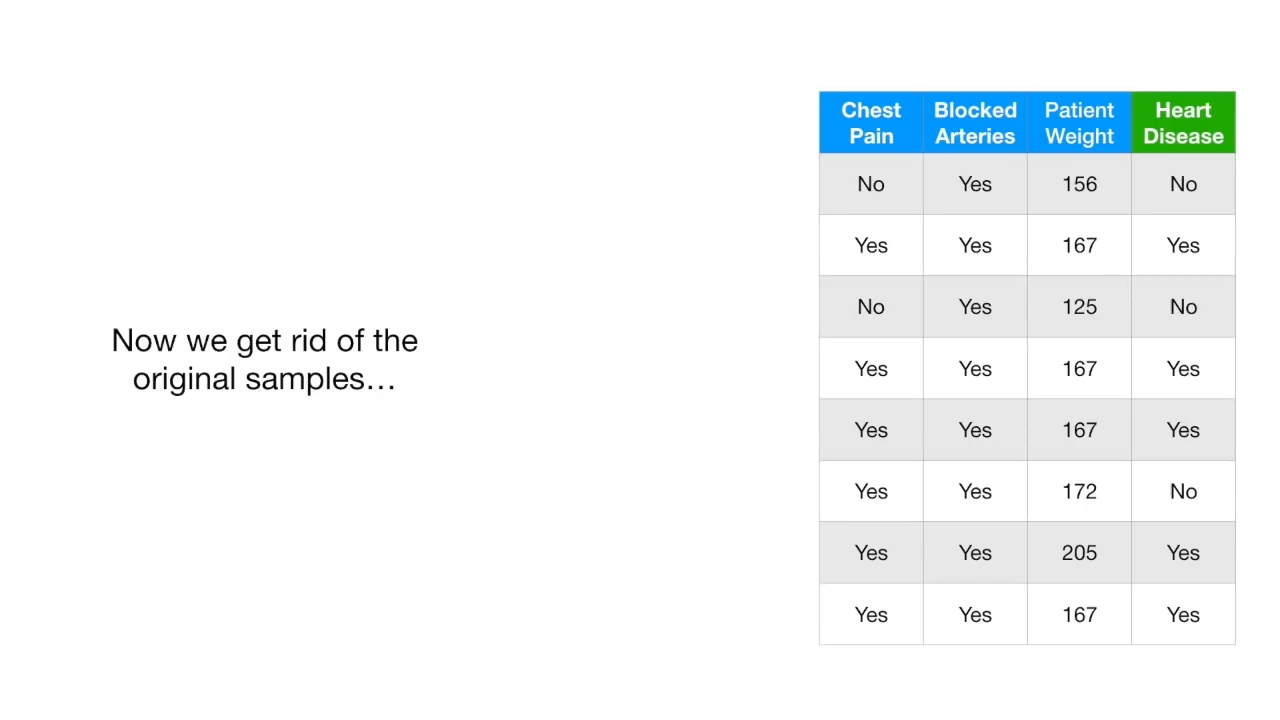 Now we get rid of the
original samples…
Chest Pain Blocked Arteries Patient Weight Heart Disease
No Yes 156 No
Yes Yes 167 Yes
No Yes 125 No
Yes Yes 167 Yes
Yes Yes 167 Yes
Yes Yes 172 No
Yes Yes 205 Yes
Yes Yes 167 Yes